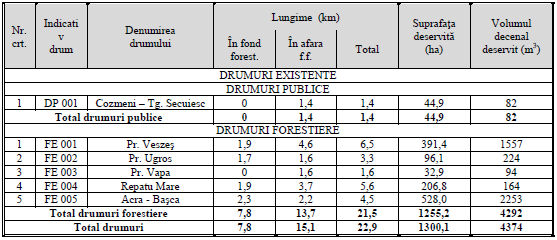 Nr. crt. Indicativ drum Denumirea drumului Lungime (km) Suprafaţa deservită (ha) Volumul decenal deservit (m³)
În fond forest. În afara f.f. Total
DRUMURI EXISTENTE
DRUMURI PUBLICE
1 DP 001 Cozmeni – Tg. Secuiesc 0 1,4 1,4 44,9 82
Total drumuri publice 0 1,4 1,4 44,9 82
DRUMURI FORESTIERE
1 FE 001 Pr. Veszeş 1,9 4,6 6,5 391,4 1557
2 FE 002 Pr. Ugros 1,7 1,6 3,3 96,1 224
3 FE 003 Pr. Vapa 0 1,6 1,6 32,9 94
4 FE 004 Repatu Mare 1,9 3,7 5,6 206,8 164
5 FE 005 Acra - Başca 2,3 2,2 4,5 528,0 2253
Total drumuri forestiere 7,8 13,7 21,5 1255,2 4292
Total drumuri 7,8 15,1 22,9 1300,1 4374